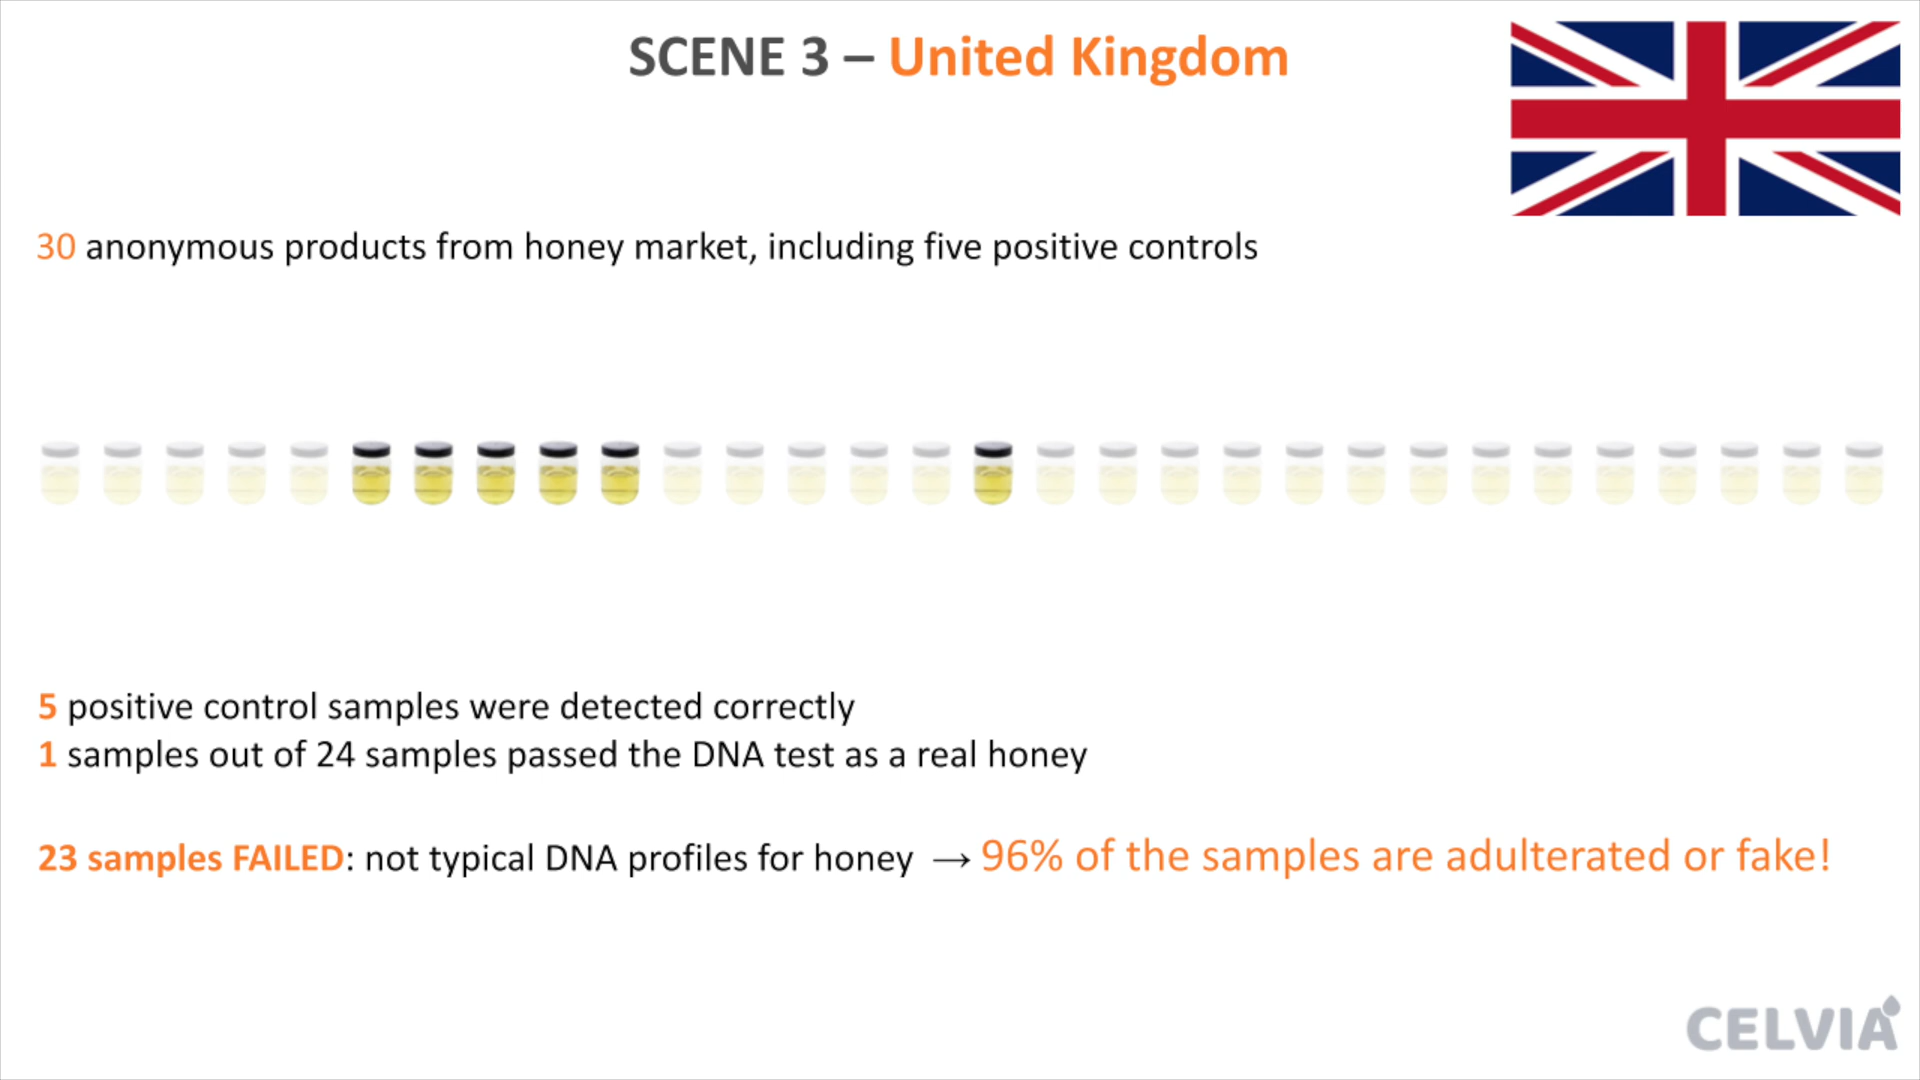 SCENE 3 – United Kingdom
30 anonymous products from honey market, including five positive controls
5 positive control samples were detected correctly
1 samples out of 24 samples passed the DNA test as a real honey
23 samples FAILED: not typical DNA profiles for honey → 96% of the samples are adulterated or fake!
CELVIA